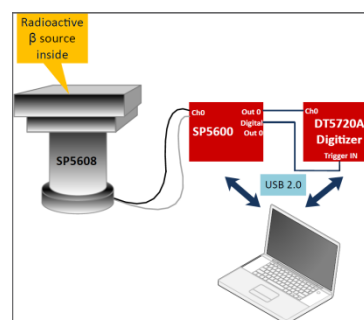 Radioactive
β source
inside
SP5608
Ch0
Out 0
Digital
Out 0
SP5600
Ch0
DT5720A
Digitizer
Trigger IN
USB 2.0